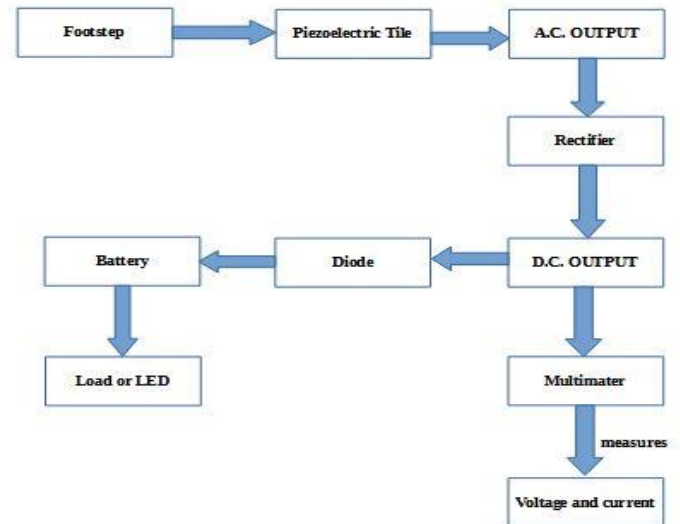 Footstep
Piezoelectric Tile
A.C. OUTPUT
Rectifier
Battery
Diode
D.C. OUTPUT
Load or LED
Multimater
measures
Voltage and current